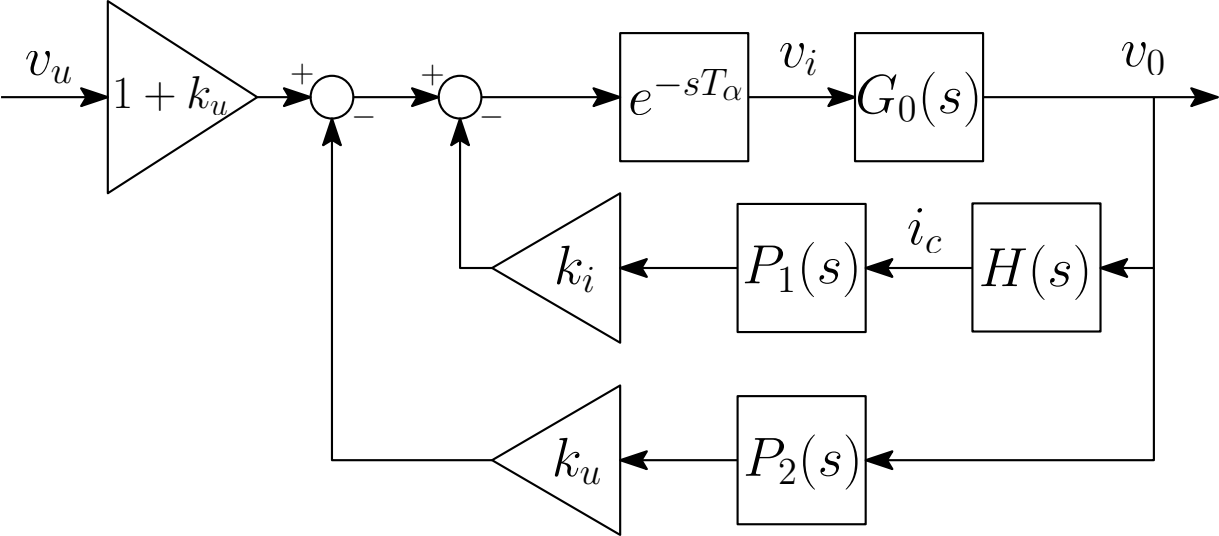 v_u
1 + k_u
+
−
+
−
e^{−sT_α}
v_i
G_0(s)
v_0
k_i
P_1(s)
i_c
H(s)
k_u
P_2(s)